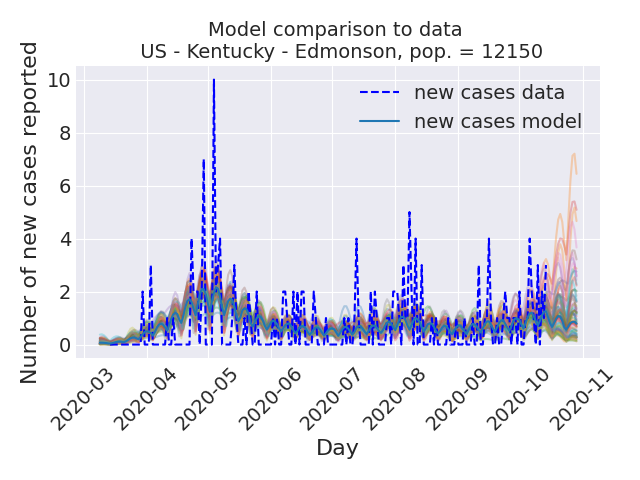 Model comparison to data
US - Kentucky - Edmonson, pop. = 12150
Number of new cases reported
10
8
6
4
2
0
new cases data
new cases model
2020-03
2020-04
2020-05
2020-06
2020-07
2020-08
2020-09
2020-10
2020-11
Day